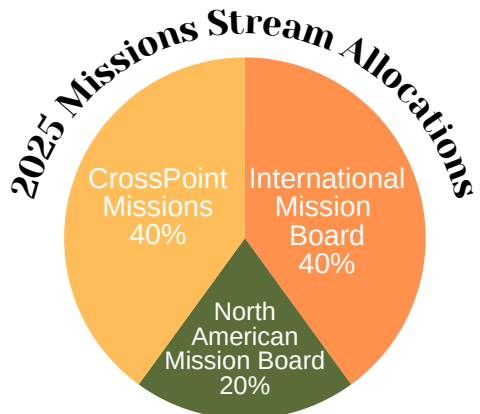 2025 Missions Stream Allocations
CrossPoint
Missions
40%
International
Mission
Board
40%
North
American
Mission Board
20%